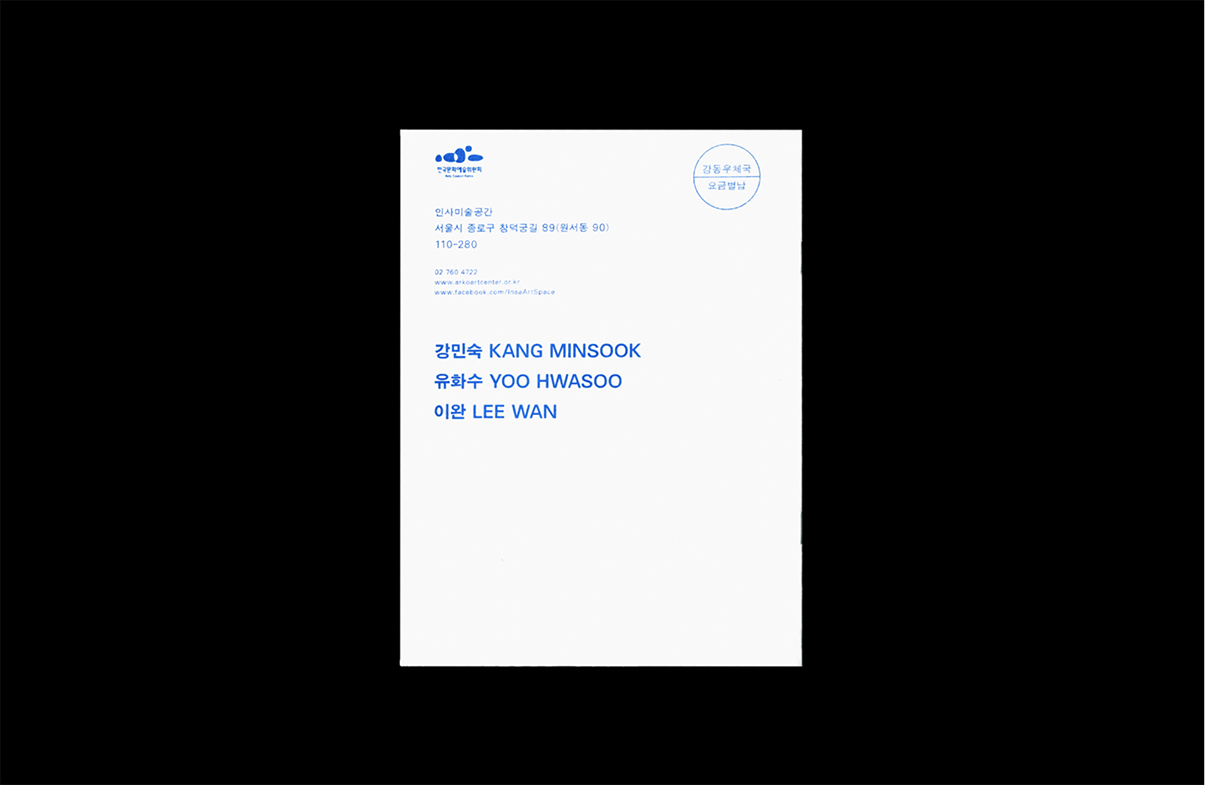 한국문화예술위원회
Arts Council Korea
강동우체국
요금별납
인사미술공간
서울시 종로구 창덕궁길 89(원서동 90)
110-280
02 760 4722
www.arkoartcenter.or.kr
www.facebook.com/InsaArtSpace
강민숙 KANG MINSOOK
유화수 YOO HWASOO
이완 LEE WAN